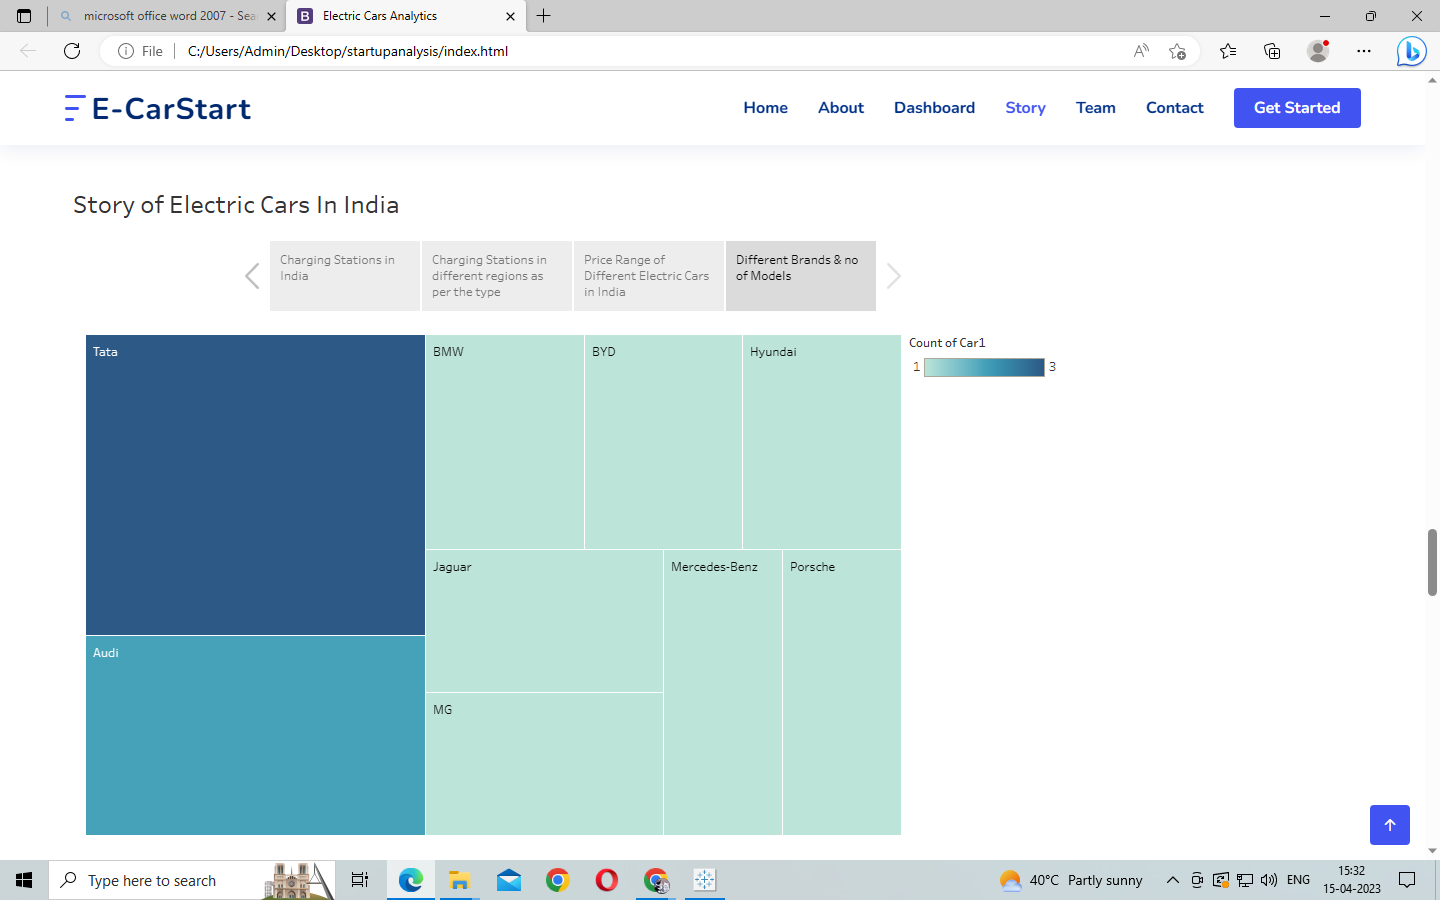 microsoft office word 2007 - Sea
Electric Cars Analytics
File
C:/Users/Admin/Desktop/startupanalysis/index.html
E-CarStart
Home
About
Dashboard
Story
Team
Contact
Get Started
Story of Electric Cars In India
Charging Stations in
India
Charging Stations in
different regions as
per the type
Price Range of
Different Electric Cars
in India
Different Brands & no
of Models
Tata
BMW
BYD
Hyundai
Count of Car1
1
3
Jaguar
Mercedes-Benz
Porsche
Audi
MG
Type here to search
40°C Partly sunny
ENG
15:32
15-04-2023